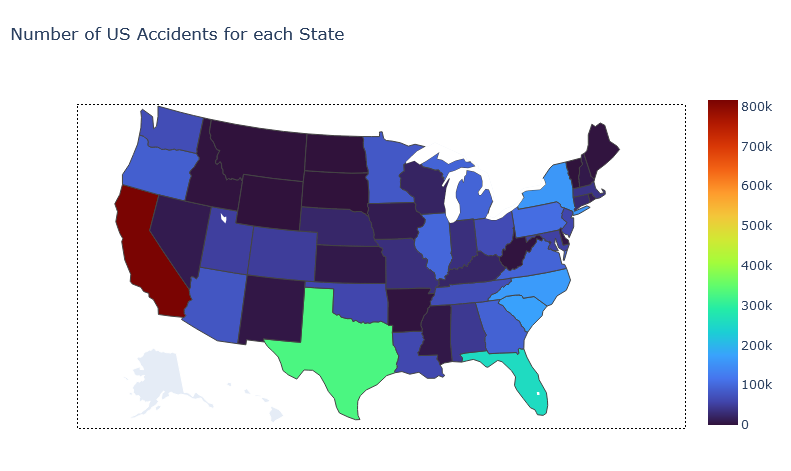 Number of US Accidents for each State
800k
700k
600k
500k
400k
300k
200k
100k
0